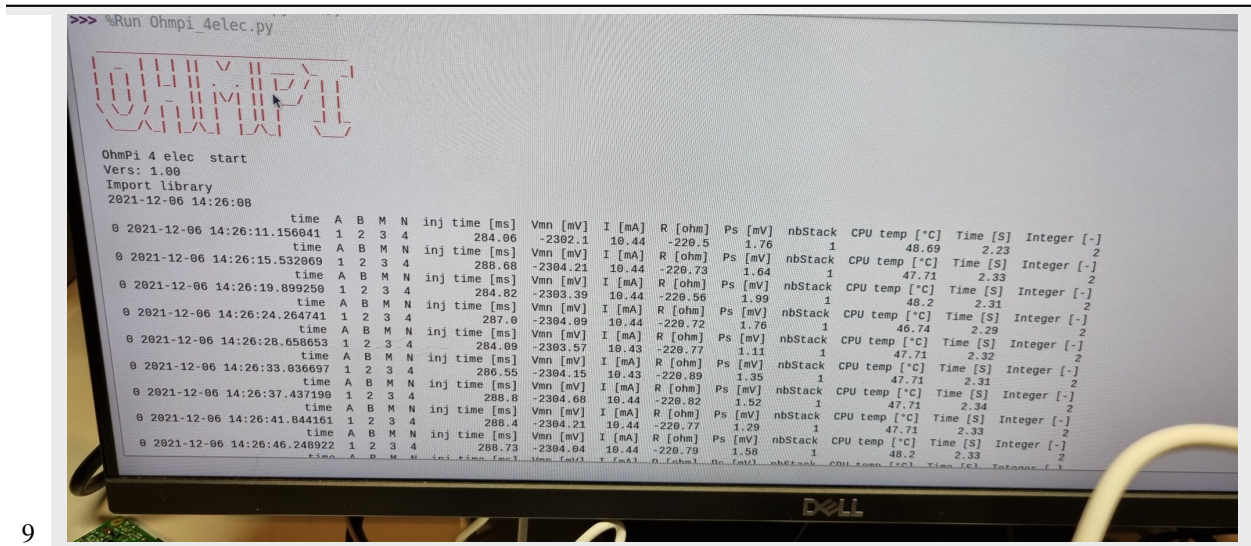 >>> %Run Ohmpi_4elec.py
OHMPI
OhmPi 4 elec start
Vers: 1.00
Import library
2021-12-06 14:26:08
time A B M N inj time [ms] Vmn [mV] I [mA] R [ohm] Ps [mV] nbStack CPU temp [°C] Time [S] Integer [-]
0 2021-12-06 14:26:11.156041 1 2 3 4 284.06 -2302.1 10.44 -220.5 1.76 1 48.69 2.23 2
time A B M N inj time [ms] Vmn [mV] I [mA] R [ohm] Ps [mV] nbStack CPU temp [°C] Time [S] Integer [-]
0 2021-12-06 14:26:15.532069 1 2 3 4 288.68 -2304.21 10.44 -220.73 1.64 1 47.71 2.33 2
time A B M N inj time [ms] Vmn [mV] I [mA] R [ohm] Ps [mV] nbStack CPU temp [°C] Time [S] Integer [-]
0 2021-12-06 14:26:19.899250 1 2 3 4 284.82 -2303.39 10.44 -220.56 1.99 1 48.2 2.31 2
time A B M N inj time [ms] Vmn [mV] I [mA] R [ohm] Ps [mV] nbStack CPU temp [°C] Time [S] Integer [-]
0 2021-12-06 14:26:24.264741 1 2 3 4 287.0 -2304.09 10.44 -220.72 1.76 1 46.74 2.29 2
time A B M N inj time [ms] Vmn [mV] I [mA] R [ohm] Ps [mV] nbStack CPU temp [°C] Time [S] Integer [-]
0 2021-12-06 14:26:28.658653 1 2 3 4 284.09 -2303.57 10.43 -220.77 1.11 1 47.71 2.32 2
time A B M N inj time [ms] Vmn [mV] I [mA] R [ohm] Ps [mV] nbStack CPU temp [°C] Time [S] Integer [-]
0 2021-12-06 14:26:33.036697 1 2 3 4 286.55 -2304.15 10.43 -220.89 1.35 1 47.71 2.31 2
time A B M N inj time [ms] Vmn [mV] I [mA] R [ohm] Ps [mV] nbStack CPU temp [°C] Time [S] Integer [-]
0 2021-12-06 14:26:37.437190 1 2 3 4 288.8 -2304.68 10.44 -220.82 1.52 1 47.71 2.34 2
time A B M N inj time [ms] Vmn [mV] I [mA] R [ohm] Ps [mV] nbStack CPU temp [°C] Time [S] Integer [-]
0 2021-12-06 14:26:41.844161 1 2 3 4 288.4 -2304.21 10.44 -220.77 1.29 1 47.71 2.33 2
time A B M N inj time [ms] Vmn [mV] I [mA] R [ohm] Ps [mV] nbStack CPU temp [°C] Time [S] Integer [-]
0 2021-12-06 14:26:46.248922 1 2 3 4 288.73 -2304.04 10.44 -220.79 1.58 1 48.2 2.33 2
DELL
9